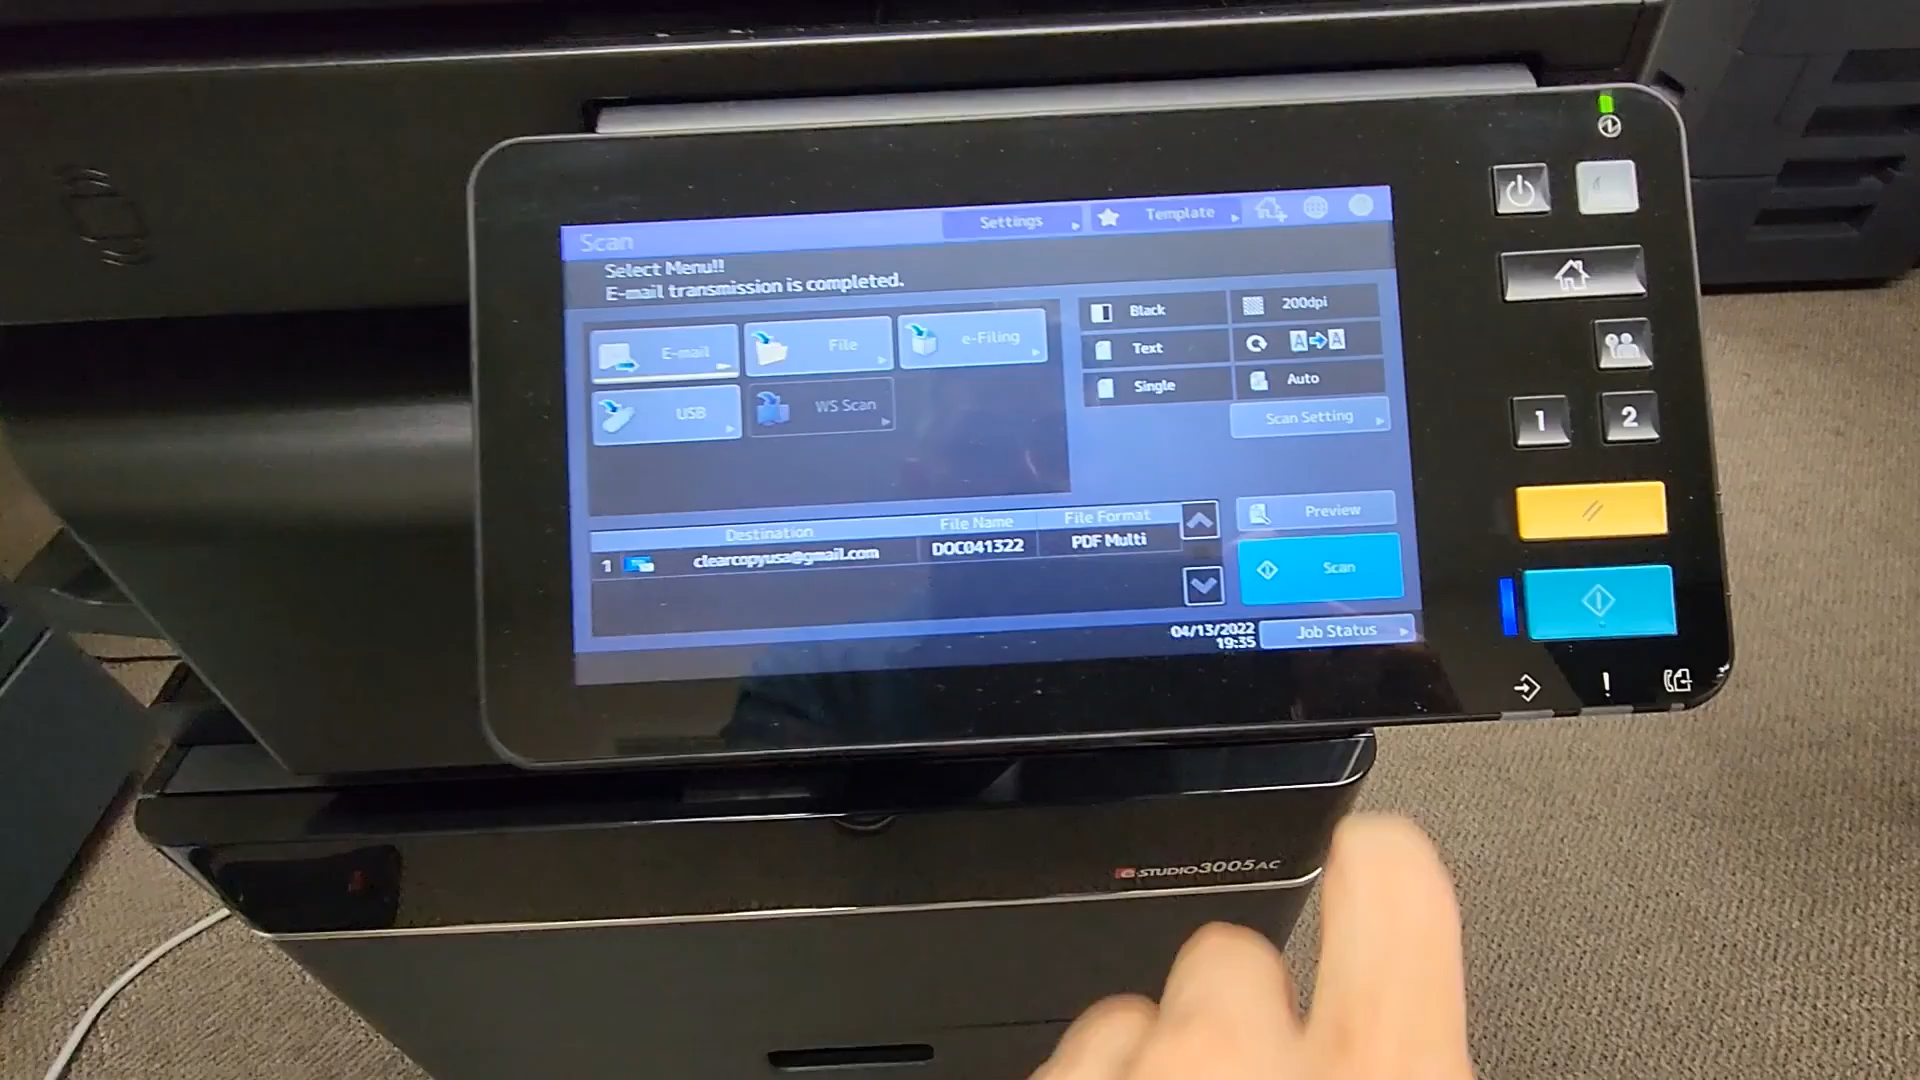 Settings
Template
Scan
Select Menu!!
E-mail transmission is completed.
E-mail
File
e-Filing
USB
WS Scan
Black
200dpi
Text
A A
Single
Auto
Scan Setting
Destination
File Name
File Format
1
clearcopyusa@gmail.com
DOC041322
PDF Multi
Preview
Scan
04/13/2022
19:35
Job Status
1
2
!
e-STUDIO3005AC